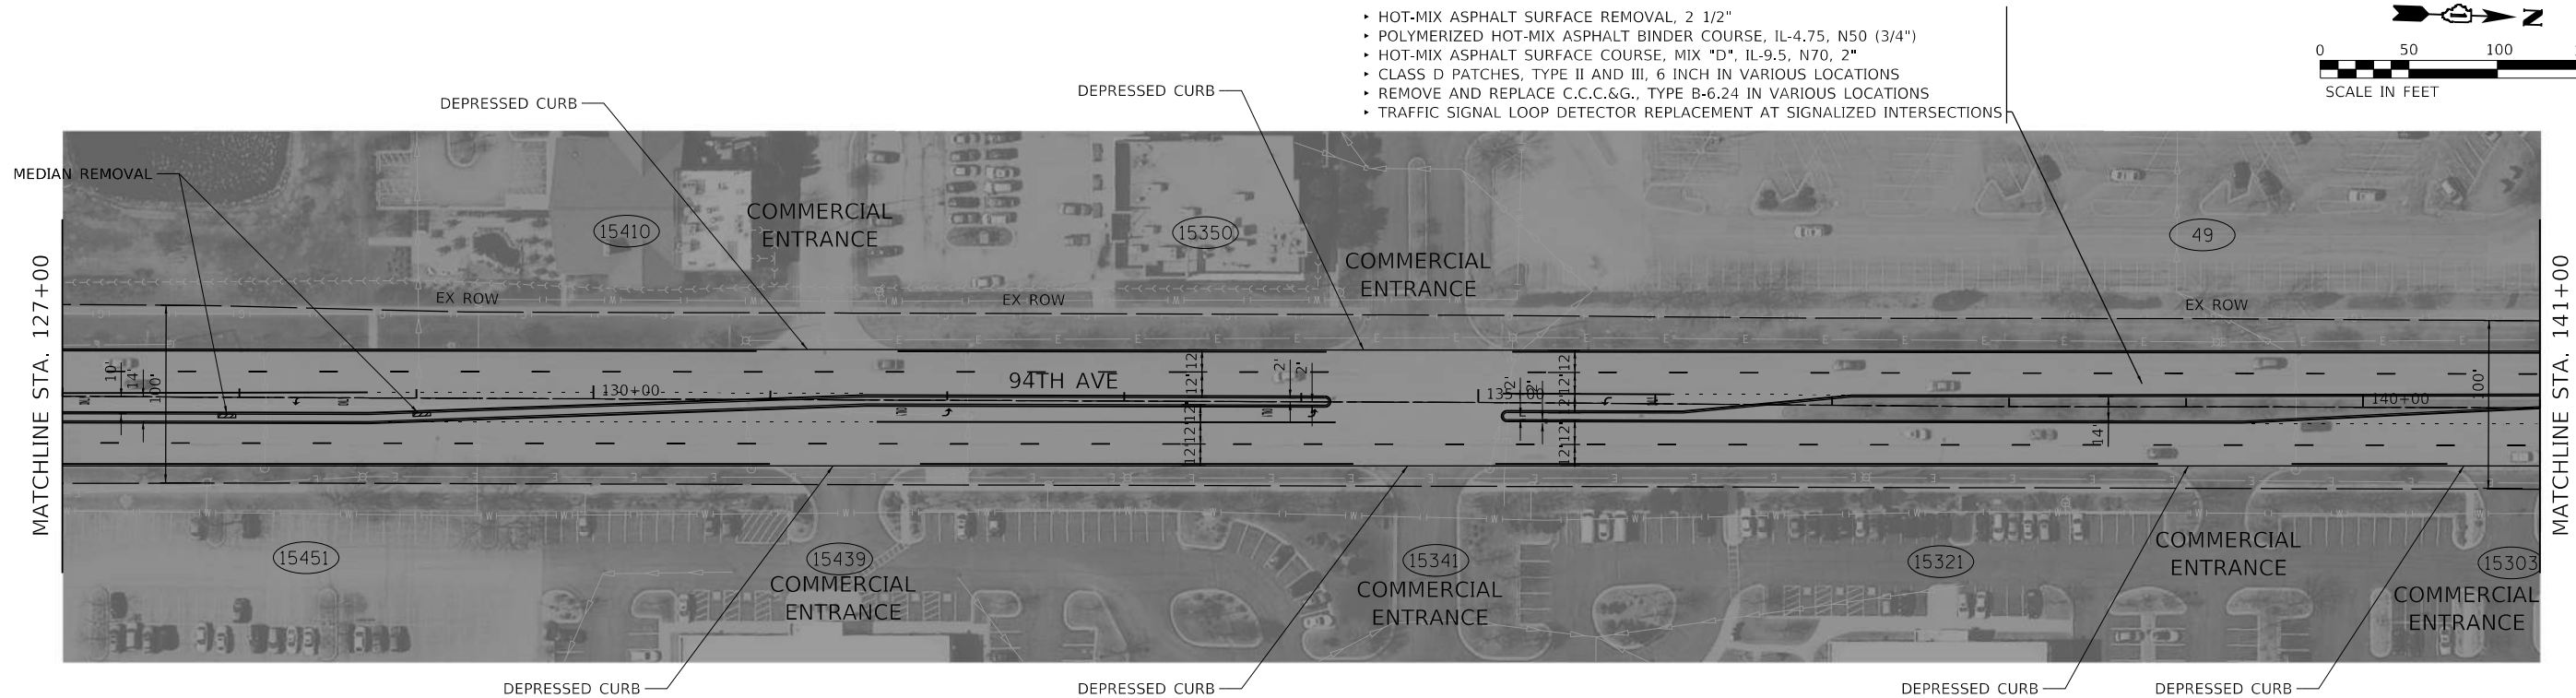 ‣ HOT-MIX ASPHALT SURFACE REMOVAL, 2 1/2"
‣ POLYMERIZED HOT-MIX ASPHALT BINDER COURSE, IL-4.75, N50 (3/4")
‣ HOT-MIX ASPHALT SURFACE COURSE, MIX "D", IL-9.5, N70, 2"
‣ CLASS D PATCHES, TYPE II AND III, 6 INCH IN VARIOUS LOCATIONS
‣ REMOVE AND REPLACE C.C.C.&G., TYPE B-6.24 IN VARIOUS LOCATIONS
‣ TRAFFIC SIGNAL LOOP DETECTOR REPLACEMENT AT SIGNALIZED INTERSECTIONS
N
0 50 100
SCALE IN FEET
DEPRESSED CURB
DEPRESSED CURB
MEDIAN REMOVAL
MATCHLINE STA. 127+00
MATCHLINE STA. 141+00
15410
COMMERCIAL
ENTRANCE
15350
COMMERCIAL
ENTRANCE
49
EX ROW
EX ROW
EX ROW
10'
14'
100'
130+00
94TH AVE
12'
12'
12'
12'
2'
2'
135+00
2'
2'
12'
12'
12'
12'
14'
140+00
100'
15451
15439
COMMERCIAL
ENTRANCE
15341
COMMERCIAL
ENTRANCE
15321
COMMERCIAL
ENTRANCE
15303
COMMERCIAL
ENTRANCE
DEPRESSED CURB
DEPRESSED CURB
DEPRESSED CURB
DEPRESSED CURB